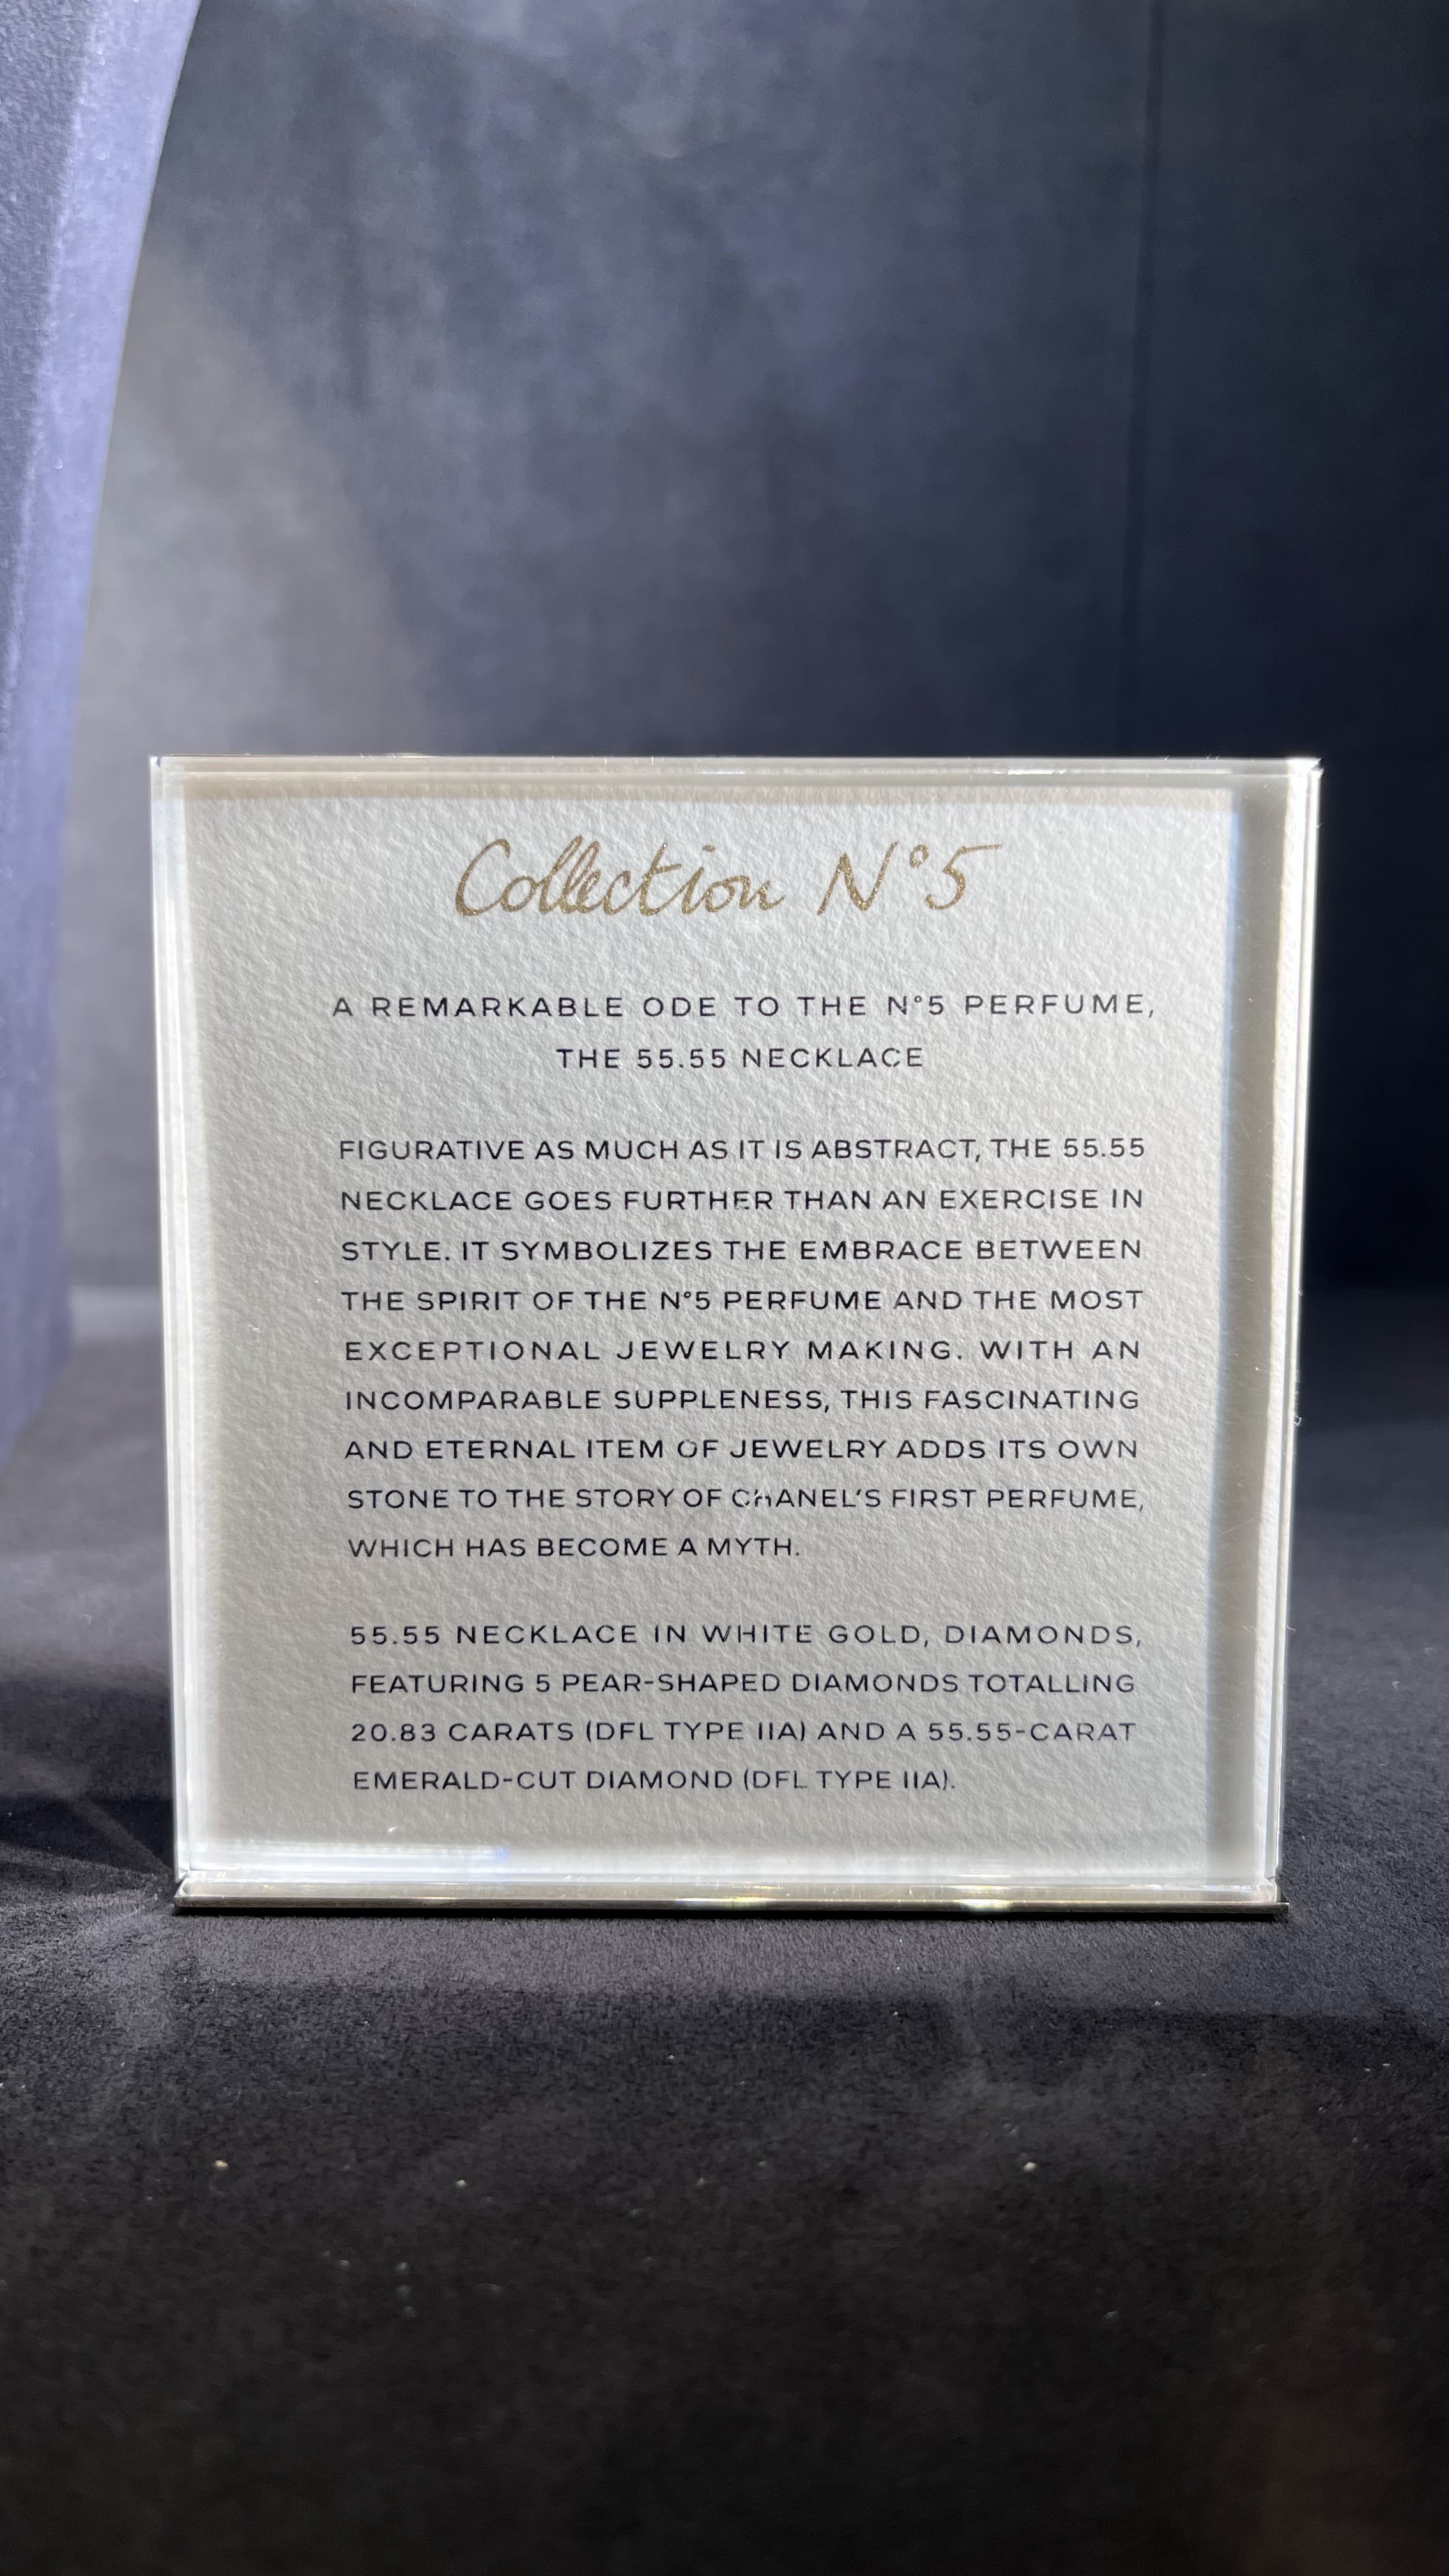 Collection N°5
A REMARKABLE ODE TO THE N°5 PERFUME,
THE 55.55 NECKLACE
FIGURATIVE AS MUCH AS IT IS ABSTRACT, THE 55.55
NECKLACE GOES FURTHER THAN AN EXERCISE IN
STYLE. IT SYMBOLIZES THE EMBRACE BETWEEN
THE SPIRIT OF THE N°5 PERFUME AND THE MOST
EXCEPTIONAL JEWELRY MAKING. WITH AN
INCOMPARABLE SUPPLENESS, THIS FASCINATING
AND ETERNAL ITEM OF JEWELRY ADDS ITS OWN
STONE TO THE STORY OF CHANEL'S FIRST PERFUME,
WHICH HAS BECOME A MYTH.
55.55 NECKLACE IN WHITE GOLD, DIAMONDS,
FEATURING 5 PEAR-SHAPED DIAMONDS TOTALLING
20.83 CARATS (DFL TYPE IIA) AND A 55.55-CARAT
EMERALD-CUT DIAMOND (DFL TYPE IIA).